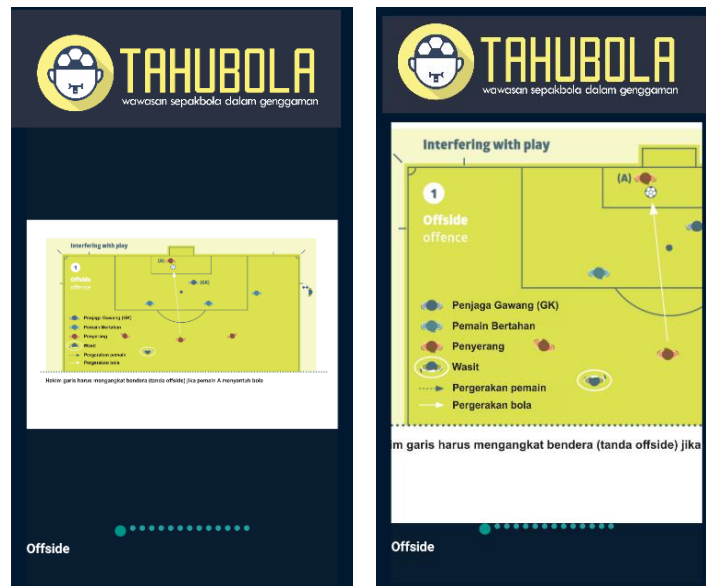 TAHUBOLA
wawasan sepakbola dalam genggaman
Interfering with play
(A)
1
Offside
offence
(GK)
Penjaga Gawang (GK)
Pemain Bertahan
Penyerang
Wasit
Pergerakan pemain
Pergerakan bola
Hakim garis harus mengangkat bendera (tanda offside) jika pemain A menyentuh bola
Offside
TAHUBOLA
wawasan sepakbola dalam genggaman
Interfering with play
(A)
1
Offside
offence
Penjaga Gawang (GK)
Pemain Bertahan
Penyerang
Wasit
Pergerakan pemain
Pergerakan bola
im garis harus mengangkat bendera (tanda offside) jika
Offside